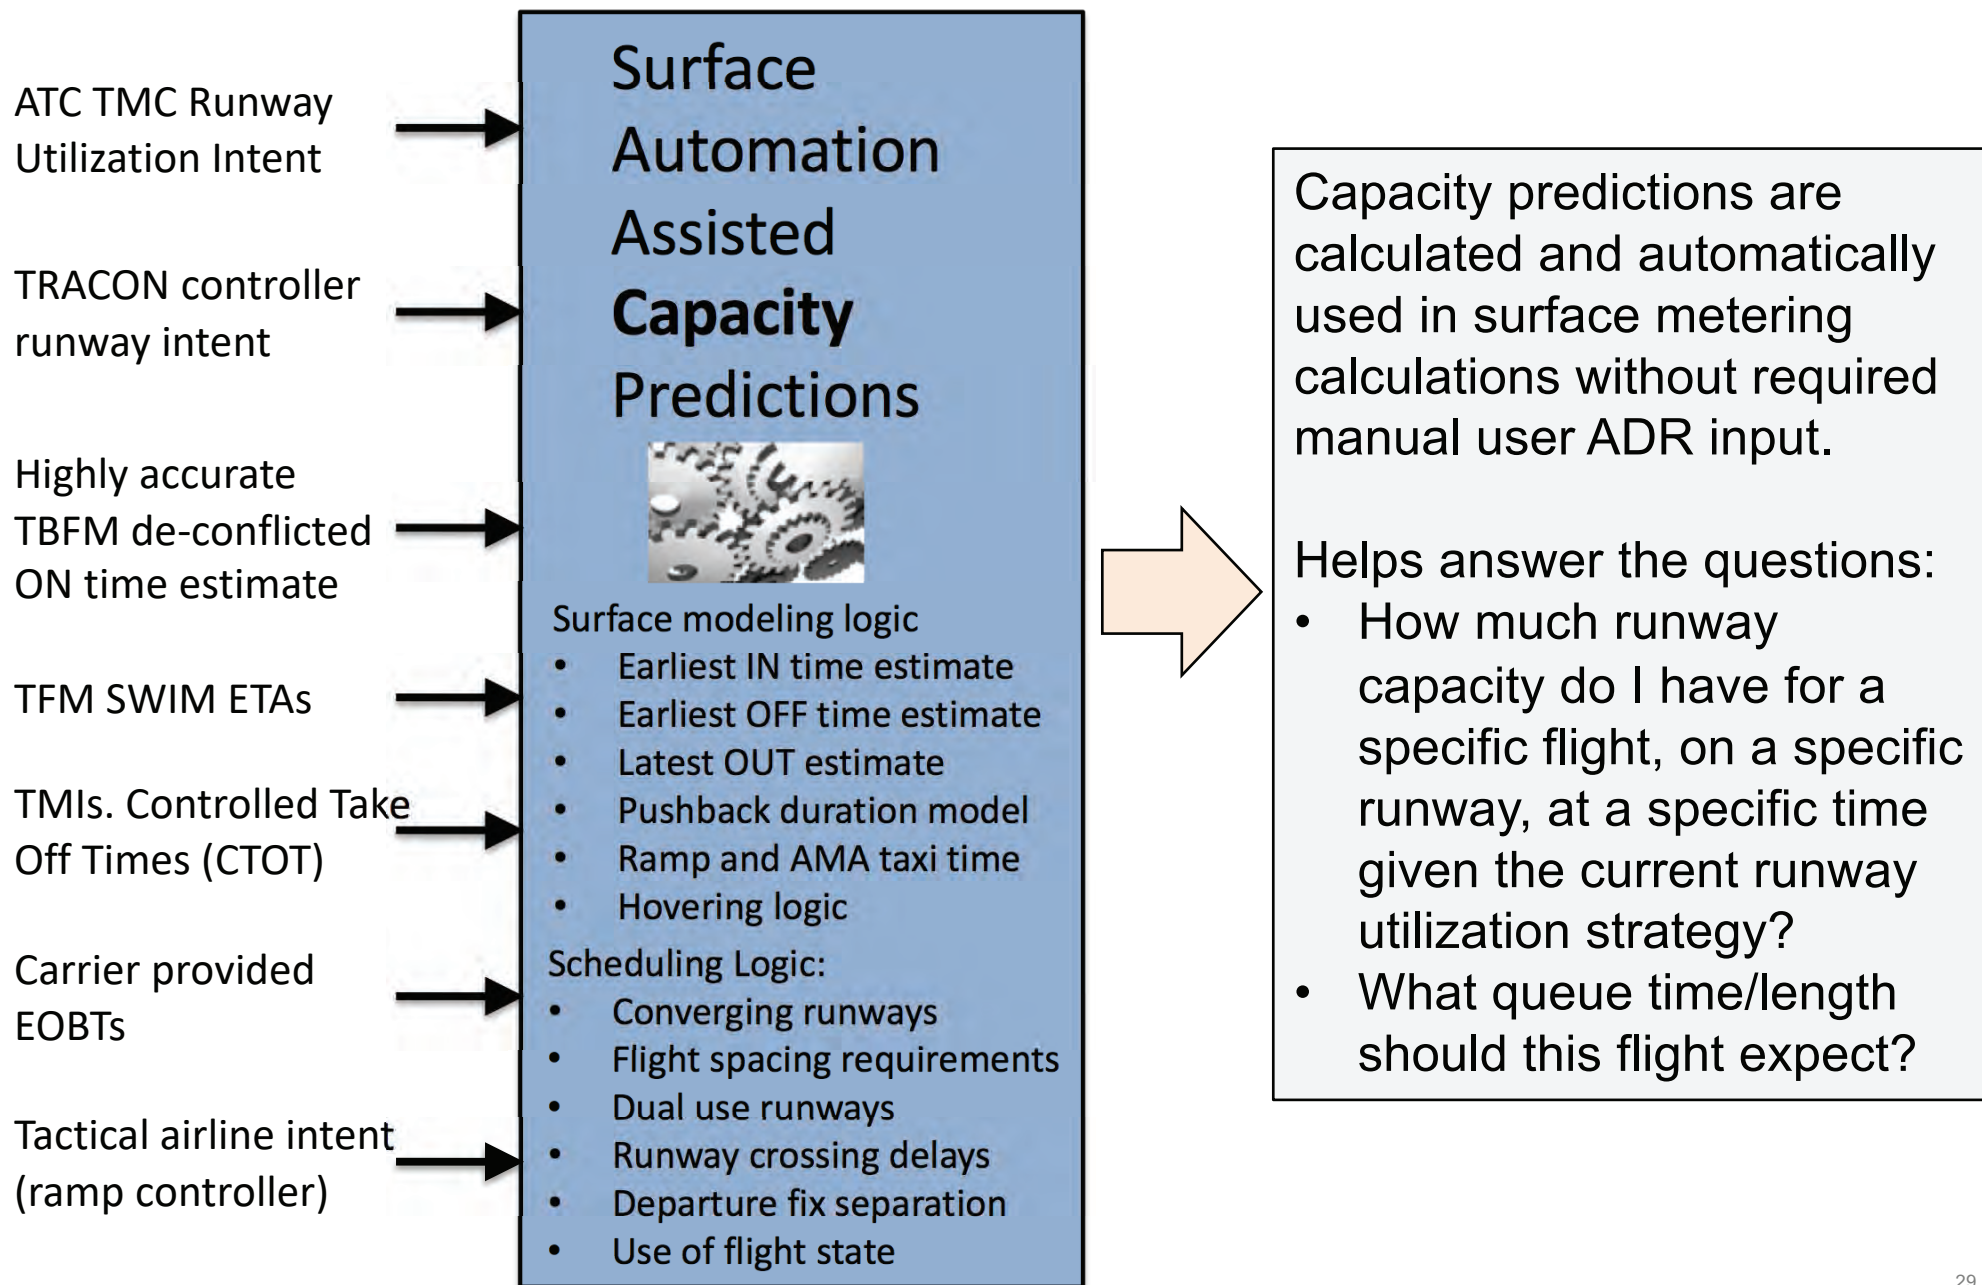 ATC TMC Runway
Utilization Intent
TRACON controller
runway intent
Highly accurate
TBFM de-conflicted
ON time estimate
TFM SWIM ETAs
TMIs. Controlled Take
Off Times (CTOT)
Carrier provided
EOBTs
Tactical airline intent
(ramp controller)
Surface
Automation
Assisted
Capacity
Predictions
Surface modeling logic
• Earliest IN time estimate
• Earliest OFF time estimate
• Latest OUT estimate
• Pushback duration model
• Ramp and AMA taxi time
• Hovering logic
Scheduling Logic:
• Converging runways
• Flight spacing requirements
• Dual use runways
• Runway crossing delays
• Departure fix separation
• Use of flight state
Capacity predictions are
calculated and automatically
used in surface metering
calculations without required
manual user ADR input.
Helps answer the questions:
• How much runway
capacity do I have for a
specific flight, on a specific
runway, at a specific time
given the current runway
utilization strategy?
• What queue time/length
should this flight expect?
29